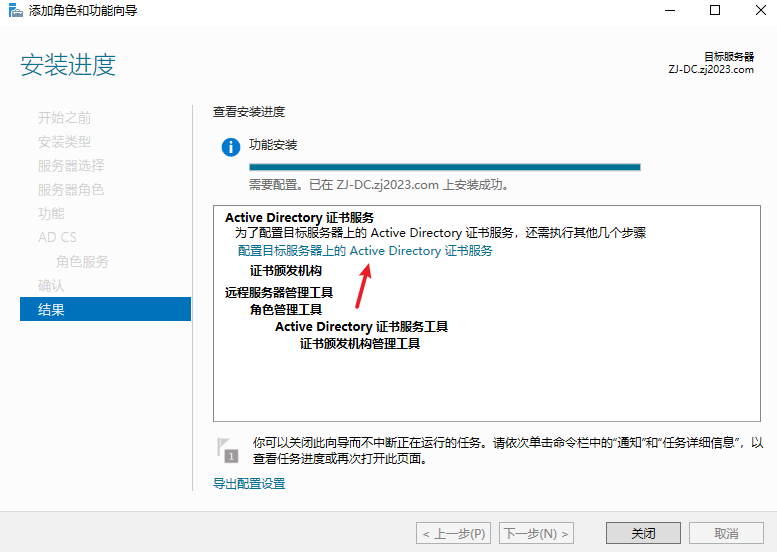 添加角色和功能向导
安装进度
目标服务器
ZJ-DC.zj2023.com
开始之前
安装类型
服务器选择
服务器角色
功能
AD CS
角色服务
确认
结果
查看安装进度
功能安装
需要配置。已在 ZJ-DC.zj2023.com 上安装成功。
Active Directory 证书服务
为了配置目标服务器上的 Active Directory 证书服务，还需执行其他几个步骤
配置目标服务器上的 Active Directory 证书服务
证书颁发机构
远程服务器管理工具
角色管理工具
Active Directory 证书服务工具
证书颁发机构管理工具
1
你可以关闭此向导而不中断正在运行的任务。请依次单击命令栏中的"通知"和"任务详细信息"，以
查看任务进度或再次打开此页面。
导出配置设置
< 上一步(P) 下一步(N) > 关闭 取消